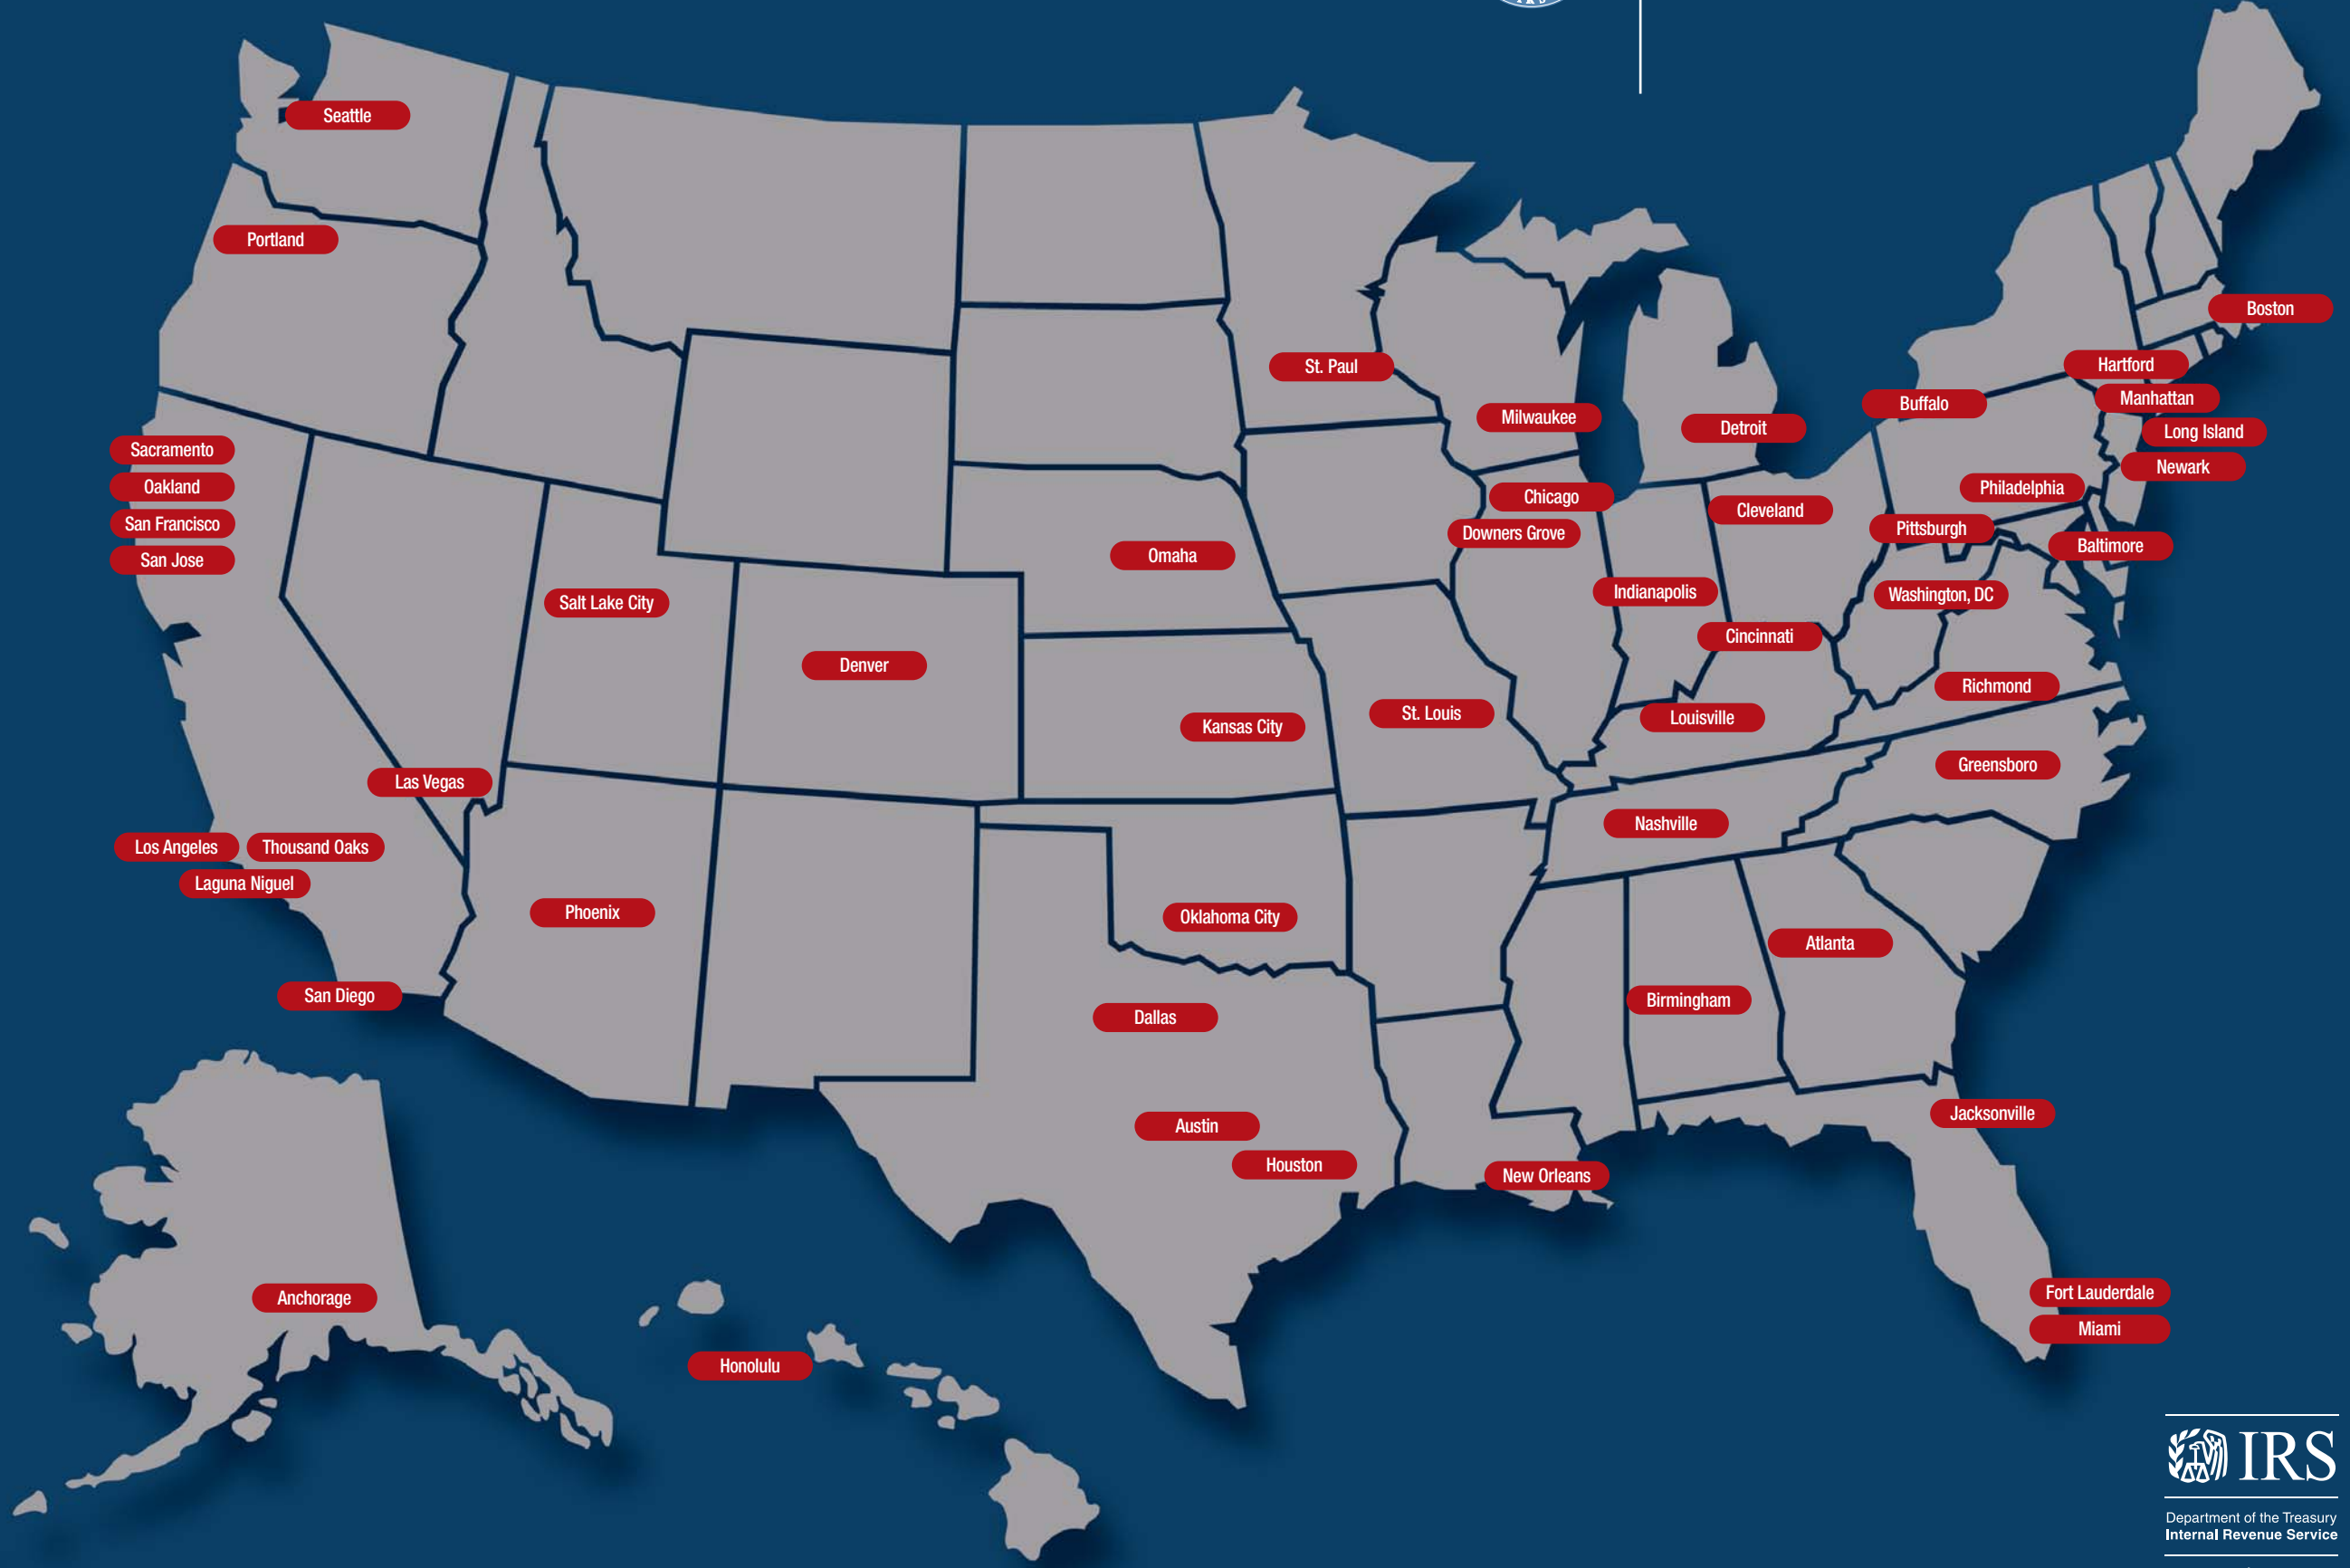 Seattle
Portland
Boston
St. Paul
Hartford
Manhattan
Buffalo
Milwaukee
Detroit
Long Island
Sacramento
Newark
Oakland
Philadelphia
Chicago
Cleveland
San Francisco
Pittsburgh
Downers Grove
Baltimore
San Jose
Omaha
Indianapolis
Washington, DC
Salt Lake City
Cincinnati
Denver
Richmond
St. Louis
Louisville
Kansas City
Greensboro
Las Vegas
Nashville
Los Angeles
Thousand Oaks
Laguna Niguel
Phoenix
Oklahoma City
Atlanta
San Diego
Birmingham
Dallas
Jacksonville
Austin
Houston
New Orleans
Fort Lauderdale
Anchorage
Miami
Honolulu
IRS
Department of the Treasury
Internal Revenue Service